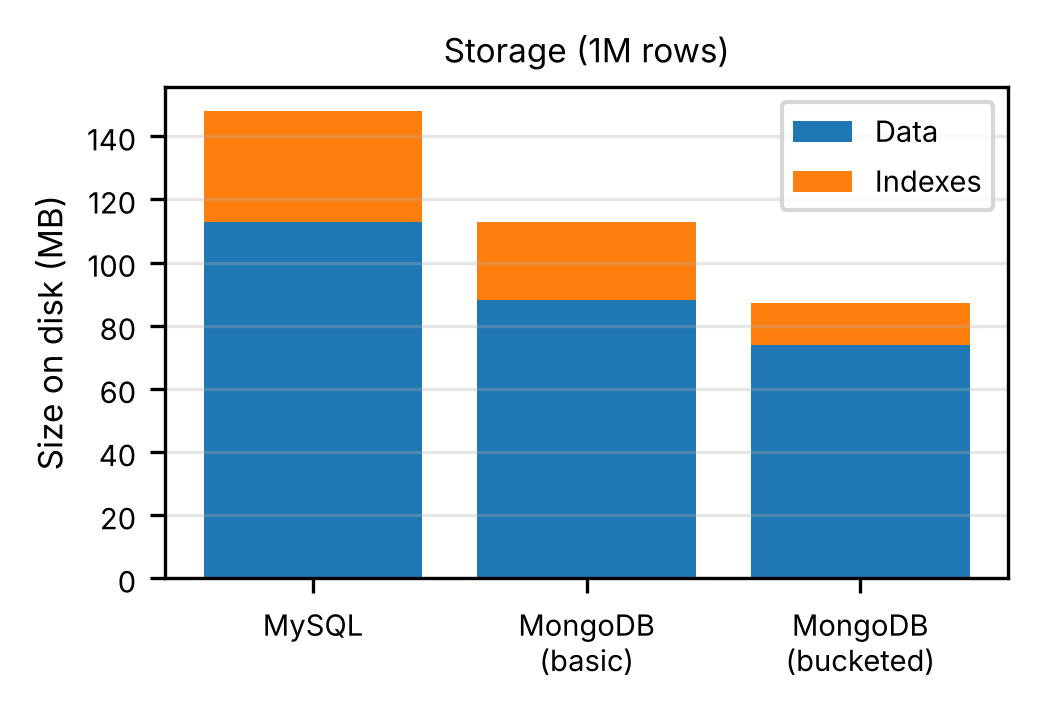 Storage (1M rows)
Size on disk (MB)
140
120
100
80
60
40
20
0
Data
Indexes
MySQL
MongoDB
(basic)
MongoDB
(bucketed)